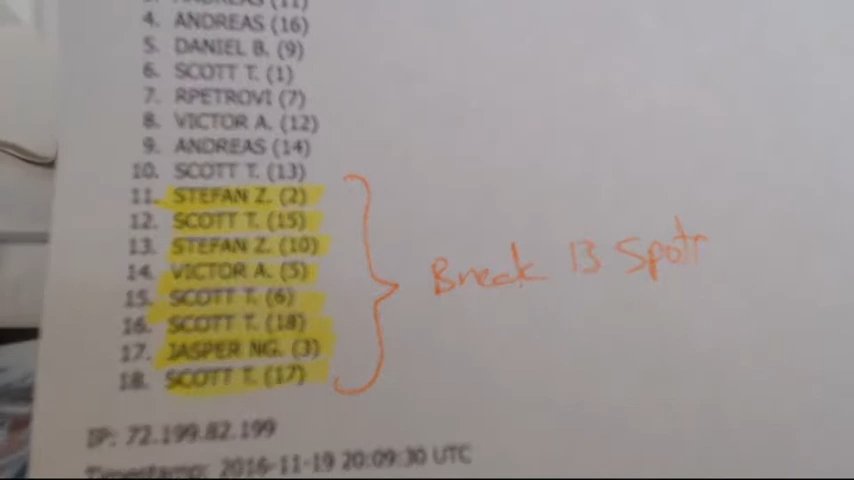 3. ANDREAS (11)
4. ANDREAS (16)
5. DANIEL B. (9)
6. SCOTT T. (1)
7. RPETROVI (7)
8. VICTOR A. (12)
9. ANDREAS (14)
10. SCOTT T. (13)
11. STEFAN Z. (2)
12. SCOTT T. (15)
13. STEFAN Z. (10)
14. VICTOR A. (5)
15. SCOTT T. (6)
16. SCOTT T. (18)
17. JASPER NG. (3)
18. SCOTT T. (17)
Break 13 Spots
IP: 72.199.82.199
Timestamp: 2016-11-19 20:09:30 UTC